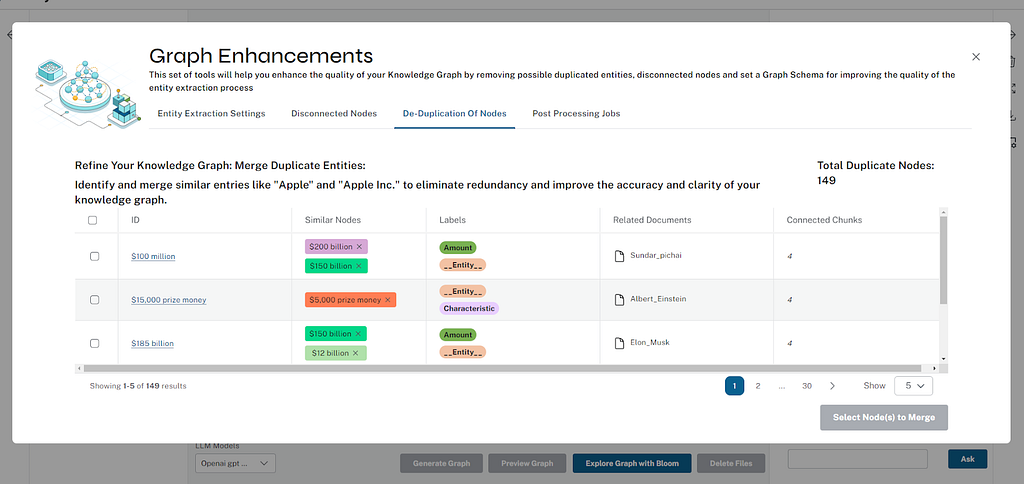 Graph Enhancements
This set of tools will help you enhance the quality of your Knowledge Graph by removing possible duplicated entities, disconnected nodes and set a Graph Schema for improving the quality of the
entity extraction process
Entity Extraction Settings
Disconnected Nodes
De-Duplication Of Nodes
Post Processing Jobs
Refine Your Knowledge Graph: Merge Duplicate Entities:
Identify and merge similar entries like "Apple" and "Apple Inc." to eliminate redundancy and improve the accuracy and clarity of your
knowledge graph.
Total Duplicate Nodes:
149
ID
Similar Nodes
Labels
Related Documents
Connected Chunks
$100 million
$200 billion ×
$150 billion ×
Amount
__Entity__
Sundar_pichai
4
$15,000 prize money
$5,000 prize money ×
__Entity__
Characteristic
Albert_Einstein
4
$185 billion
$150 billion ×
$12 billion ×
Amount
__Entity__
Elon_Musk
4
Showing 1-5 of 149 results
1
2
...
30
Show
5
Select Node(s) to Merge
LLM Models
Openai gpt ...
Generate Graph
Preview Graph
Explore Graph with Bloom
Delete Files
Ask